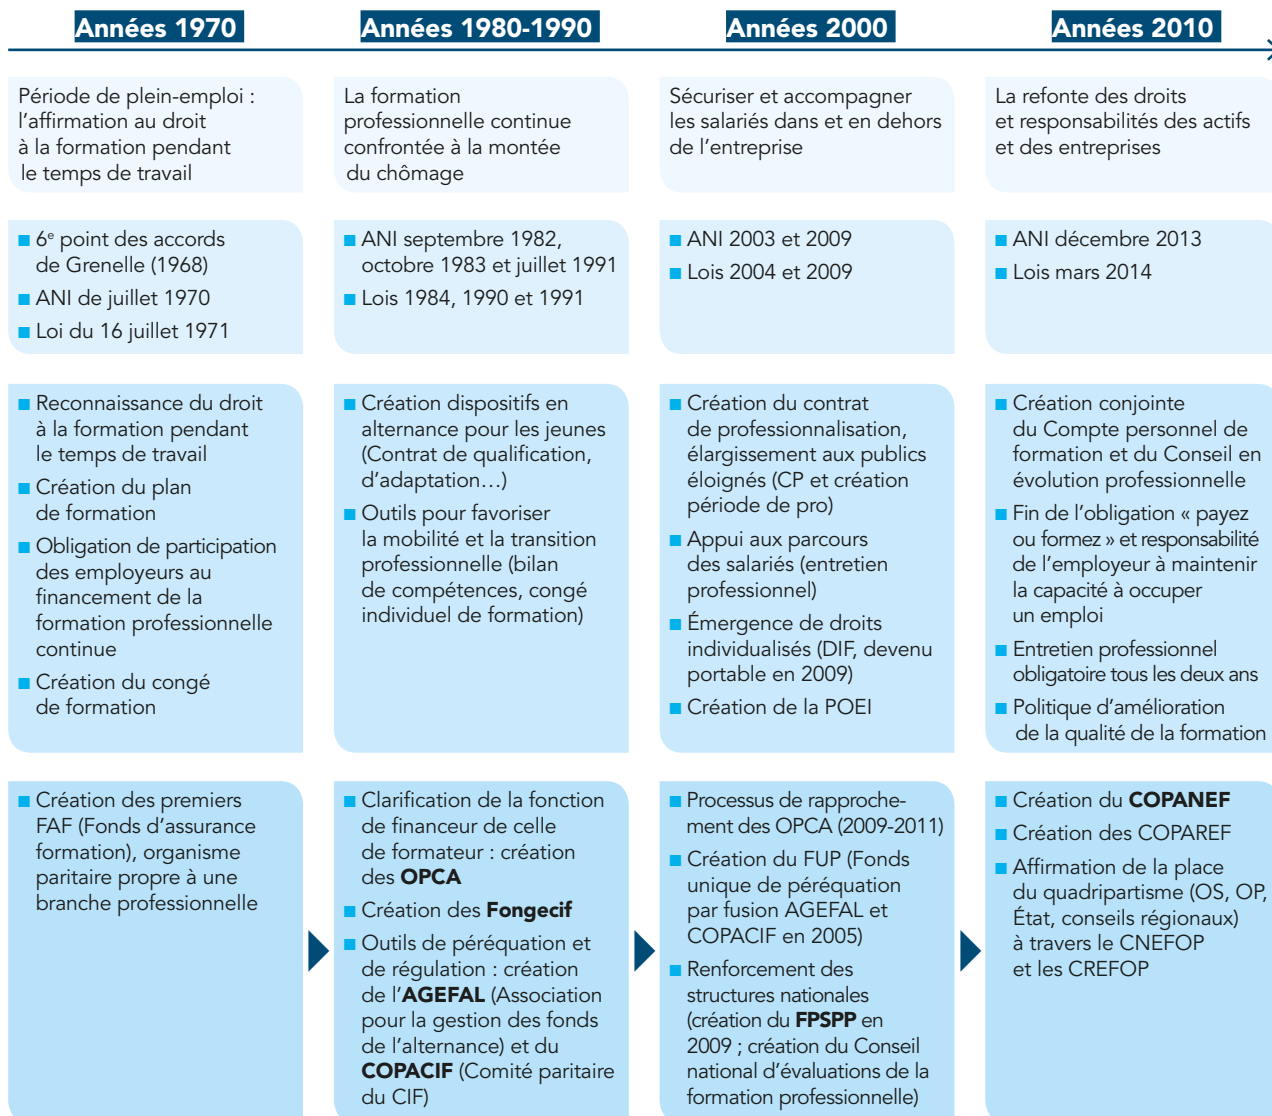 Années 1970
Années 1980-1990
Années 2000
Années 2010
Période de plein-emploi :
l'affirmation au droit
à la formation pendant
le temps de travail
La formation
professionnelle continue
confrontée à la montée
du chômage
Sécuriser et accompagner
les salariés dans et en dehors
de l'entreprise
La refonte des droits
et responsabilités des actifs
et des entreprises
■ 6e point des accords
de Grenelle (1968)
■ ANI de juillet 1970
■ Loi du 16 juillet 1971
■ ANI septembre 1982,
octobre 1983 et juillet 1991
■ Lois 1984, 1990 et 1991
■ ANI 2003 et 2009
■ Lois 2004 et 2009
■ ANI décembre 2013
■ Lois mars 2014
■ Reconnaissance du droit
à la formation pendant
le temps de travail
■ Création du plan
de formation
■ Obligation de participation
des employeurs au
financement de la
formation professionnelle
continue
■ Création du congé
de formation
■ Création dispositifs en
alternance pour les jeunes
(Contrat de qualification,
d'adaptation…)
■ Outils pour favoriser
la mobilité et la transition
professionnelle (bilan
de compétences, congé
individuel de formation)
■ Création du contrat
de professionnalisation,
élargissement aux publics
éloignés (CP et création
période de pro)
■ Appui aux parcours
des salariés (entretien
professionnel)
■ Émergence de droits
individualisés (DIF, devenu
portable en 2009)
■ Création de la POEI
■ Création conjointe
du Compte personnel de
formation et du Conseil en
évolution professionnelle
■ Fin de l'obligation « payez
ou formez » et responsabilité
de l'employeur à maintenir
la capacité à occuper
un emploi
■ Entretien professionnel
obligatoire tous les deux ans
■ Politique d'amélioration
de la qualité de la formation
■ Création des premiers
FAF (Fonds d'assurance
formation), organisme
paritaire propre à une
branche professionnelle
■ Clarification de la fonction
de financeur de celle
de formateur : création
des OPCA
■ Création des Fongecif
■ Outils de péréquation et
de régulation : création
de l'AGEFAL (Association
pour la gestion des fonds
de l'alternance) et du
COPACIF (Comité paritaire
du CIF)
■ Processus de rapproche-
ment des OPCA (2009-2011)
■ Création du FUP (Fonds
unique de péréquation
par fusion AGEFAL et
COPACIF en 2005)
■ Renforcement des
structures nationales
(création du FPSPP en
2009 ; création du Conseil
national d'évaluations de la
formation professionnelle)
■ Création du COPANEF
■ Création des COPAREF
■ Affirmation de la place
du quadripartisme (OS, OP,
État, conseils régionaux)
à travers le CNEFOP
et les CREFOP